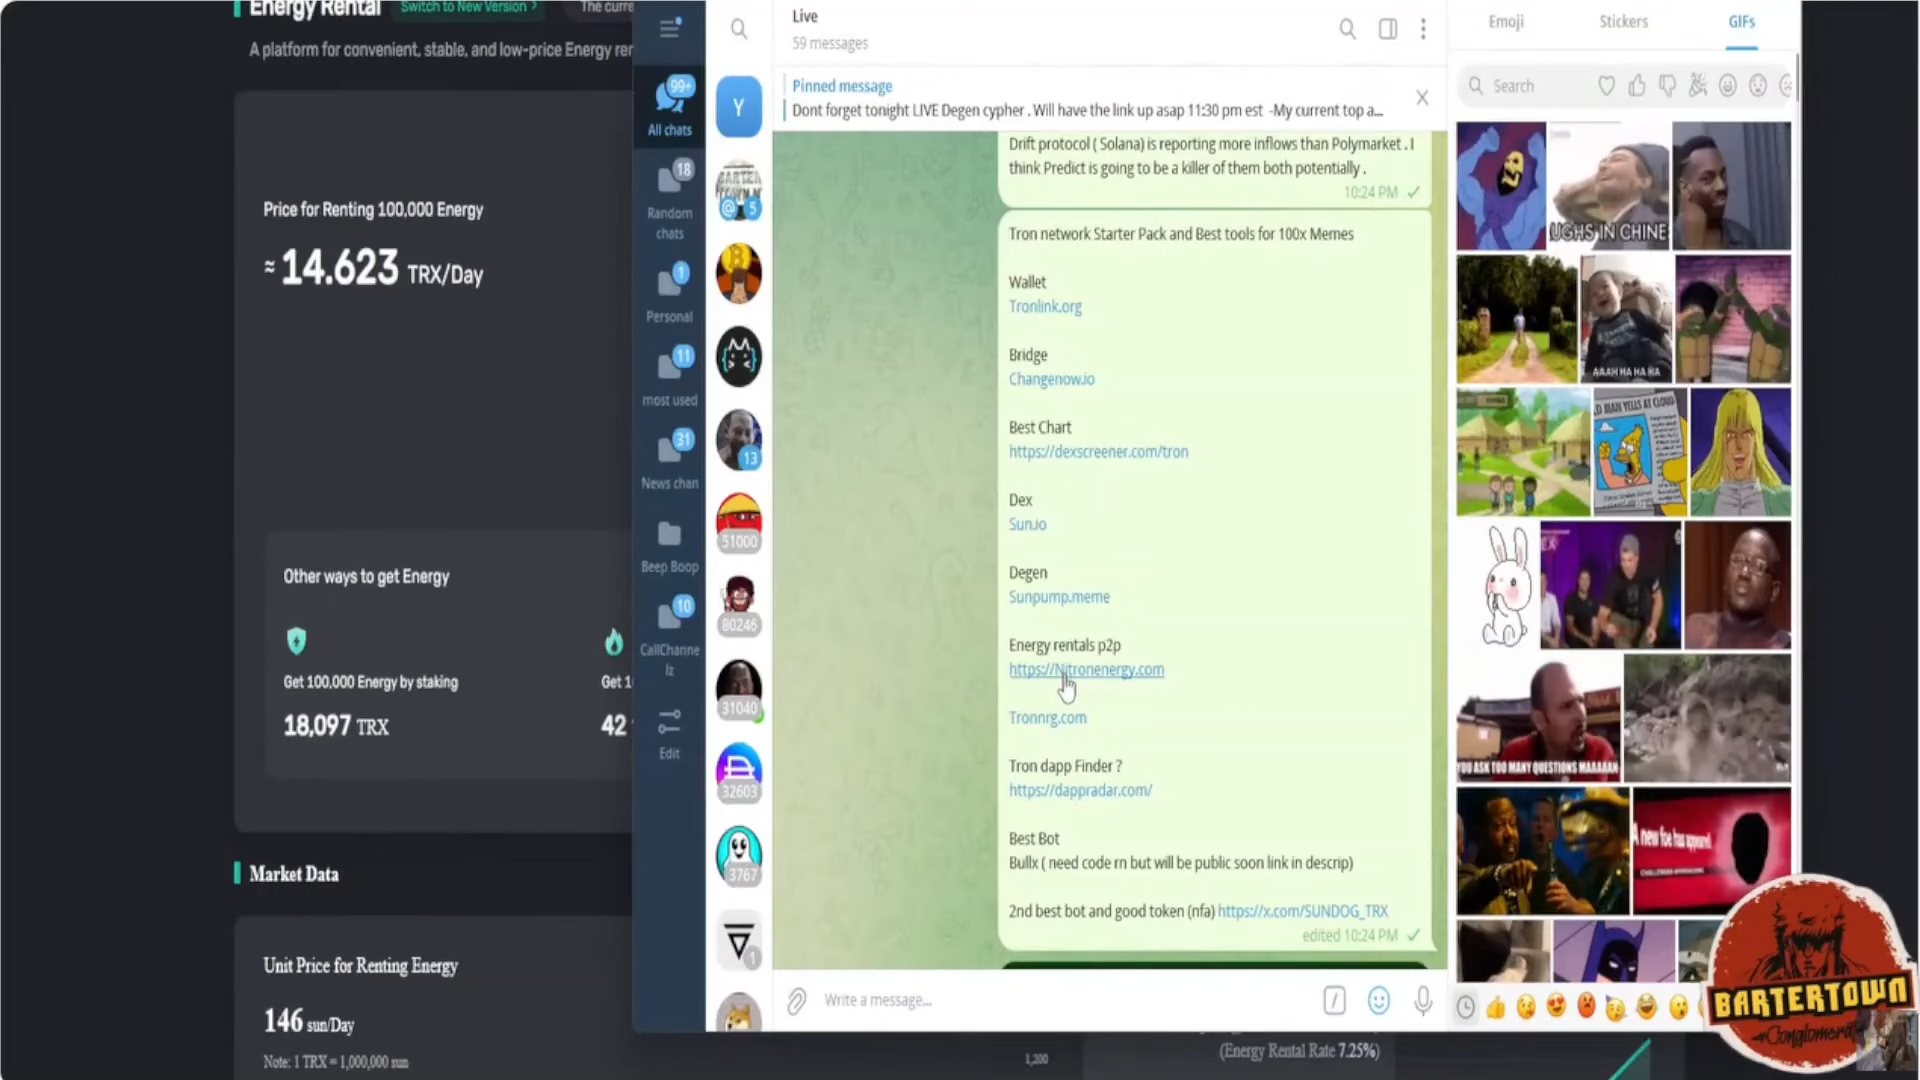 Energy Rental
Switch to New Version >
The curre
A platform for convenient, stable, and low-price Energy rer
Price for Renting 100,000 Energy
≈ 14.623 TRX/Day
Other ways to get Energy
Get 100,000 Energy by staking
18,097 TRX
Get 1
42
Market Data
Unit Price for Renting Energy
146 sun/Day
Note: 1 TRX = 1,000,000 sun
1,200
(Energy Rental Rate 7.25%)
99+
All chats
18
Random
chats
1
Personal
11
most used
31
News chan
Beep Boop
10
CallChanne
lz
Edit
Y
BARTER
TOWN
@ 5
13
51000
80246
31040
32603
3767
1
Live
59 messages
Pinned message
Dont forget tonight LIVE Degen cypher . Will have the link up asap 11:30 pm est -My current top a...
Drift protocol ( Solana) is reporting more inflows than Polymarket . I
think Predict is going to be a killer of them both potentially .
10:24 PM
Tron network Starter Pack and Best tools for 100x Memes
Wallet
Tronlink.org
Bridge
Changenow.io
Best Chart
https://dexscreener.com/tron
Dex
Sun.io
Degen
Sunpump.meme
Energy rentals p2p
https://Nitronenergy.com
Tronnrg.com
Tron dapp Finder ?
https://dappradar.com/
Best Bot
Bullx ( need code rn but will be public soon link in descrip)
2nd best bot and good token (nfa) https://x.com/SUNDOG_TRX
edited 10:24 PM
Write a message...
Emoji
Stickers
GIFs
Search
UGHS IN CHINE
AAAH HA HA HA
D MAN YELLS AT CLOUD
YOU ASK TOO MANY QUESTIONS MAAAAAN
A new foe has appeared!
CHALLENGER APPROACHING
BARTERTOWN
Conglomera